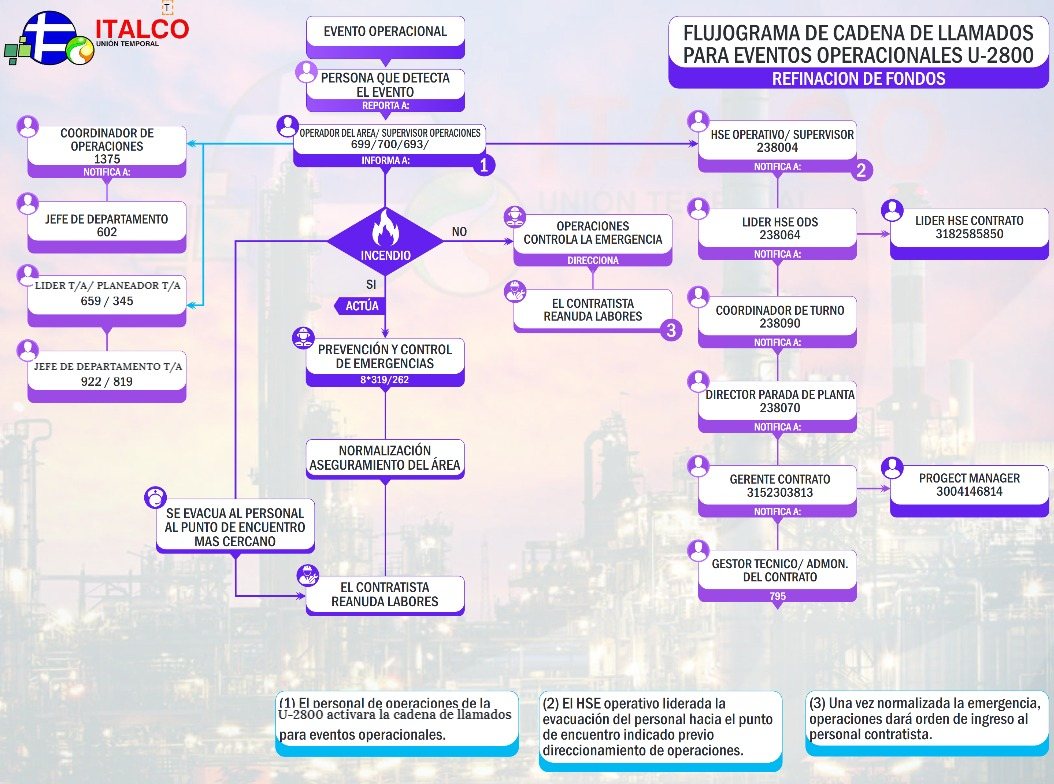 T
ITALCO
UNIÓN TEMPORAL
FLUJOGRAMA DE CADENA DE LLAMADOS
PARA EVENTOS OPERACIONALES U-2800
REFINACION DE FONDOS
EVENTO OPERACIONAL
PERSONA QUE DETECTA
EL EVENTO
REPORTA A:
OPERADOR DEL AREA/ SUPERVISOR OPERACIONES
699/700/693/
INFORMA A:
1
COORDINADOR DE
OPERACIONES
1375
NOTIFICA A:
JEFE DE DEPARTAMENTO
602
LIDER T/A/ PLANEADOR T/A
659 / 345
JEFE DE DEPARTAMENTO T/A
922 / 819
INCENDIO
NO
SI
ACTÚA
OPERACIONES
CONTROLA LA EMERGENCIA
DIRECCIONA
EL CONTRATISTA
REANUDA LABORES
3
PREVENCIÓN Y CONTROL
DE EMERGENCIAS
8*319/262
NORMALIZACIÓN
ASEGURAMIENTO DEL ÁREA
SE EVACUA AL PERSONAL
AL PUNTO DE ENCUENTRO
MAS CERCANO
EL CONTRATISTA
REANUDA LABORES
HSE OPERATIVO/ SUPERVISOR
238004
NOTIFICA A:
2
LIDER HSE ODS
238064
NOTIFICA A:
LIDER HSE CONTRATO
3182585850
COORDINADOR DE TURNO
238090
NOTIFICA A:
DIRECTOR PARADA DE PLANTA
238070
NOTIFICA A:
GERENTE CONTRATO
3152303813
NOTIFICA A:
PROGECT MANAGER
3004146814
GESTOR TECNICO/ ADMON.
DEL CONTRATO
795
(1) El personal de operaciones de la
U-2800 activara la cadena de llamados
para eventos operacionales.
(2) El HSE operativo liderada la
evacuación del personal hacia el punto
de encuentro indicado previo
direccionamiento de operaciones.
(3) Una vez normalizada la emergencia,
operaciones dará orden de ingreso al
personal contratista.
ITALCO
UNIÓN TEMPORAL